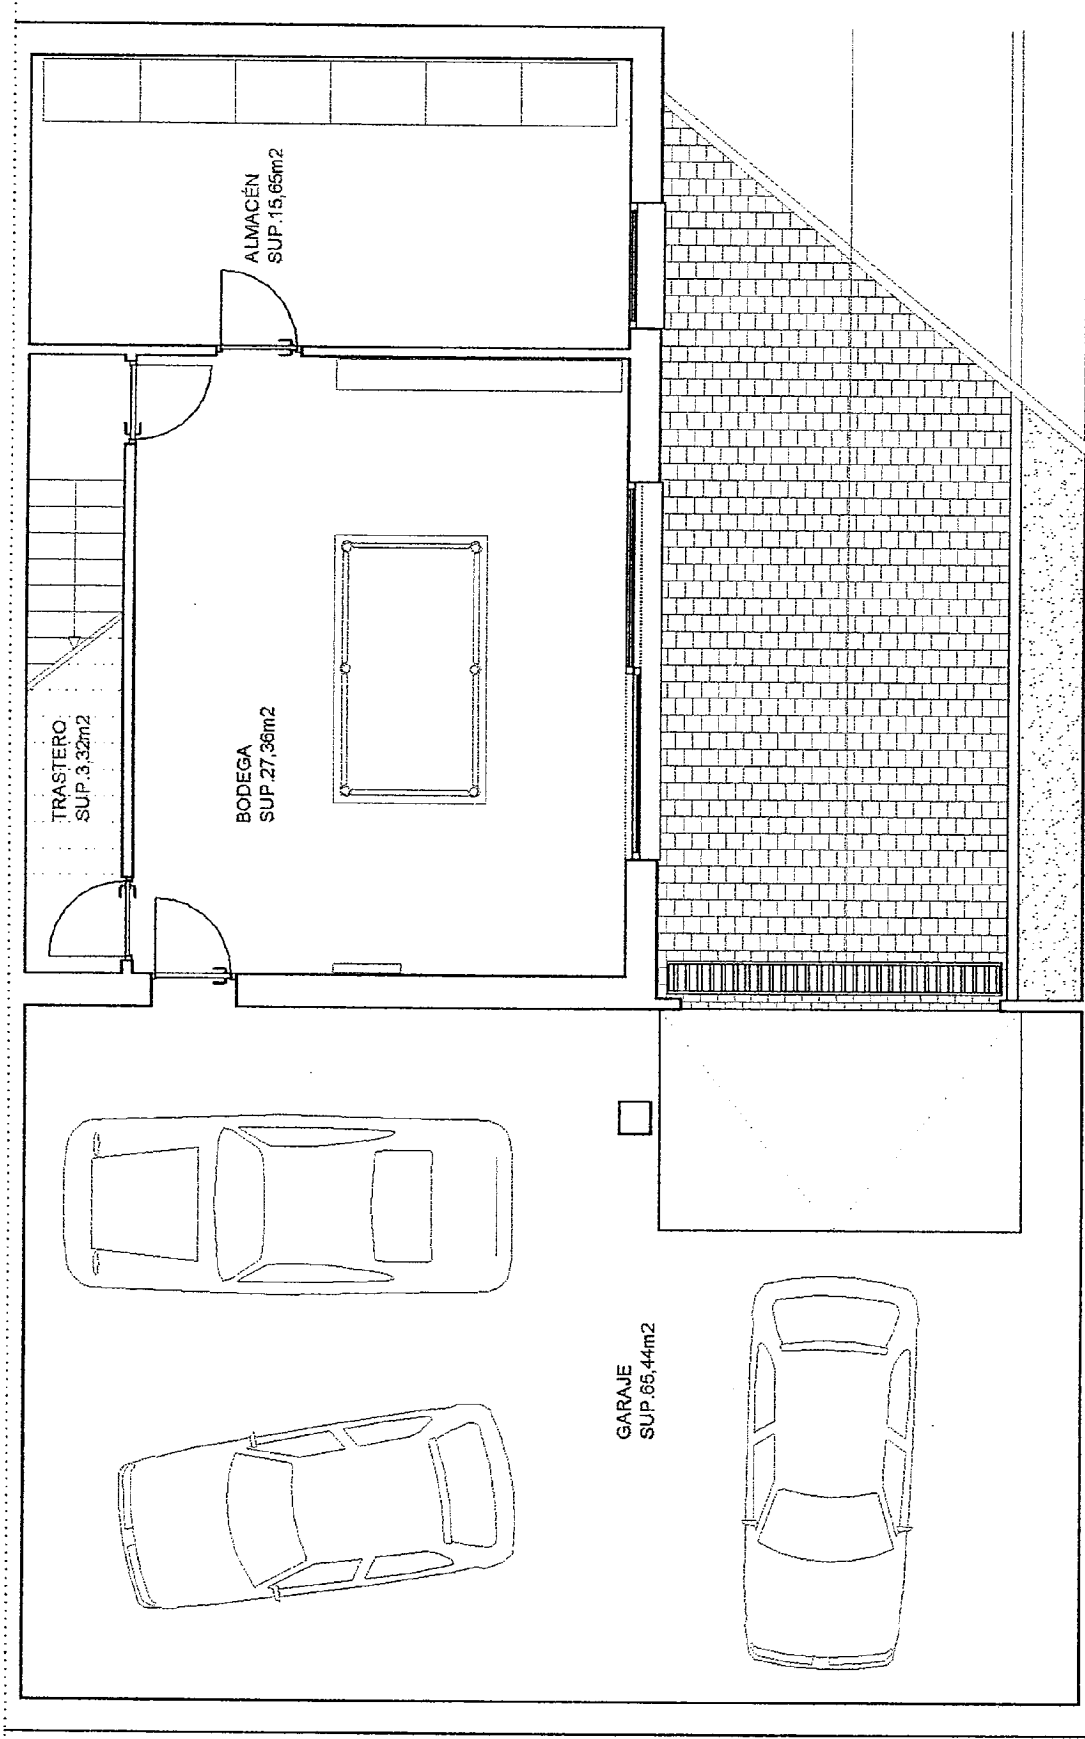 ALMACÉN
SUP.15,65m2
TRASTERO
SUP.3,32m2
BODEGA
SUP.27,36m2
GARAJE
SUP.65,44m2